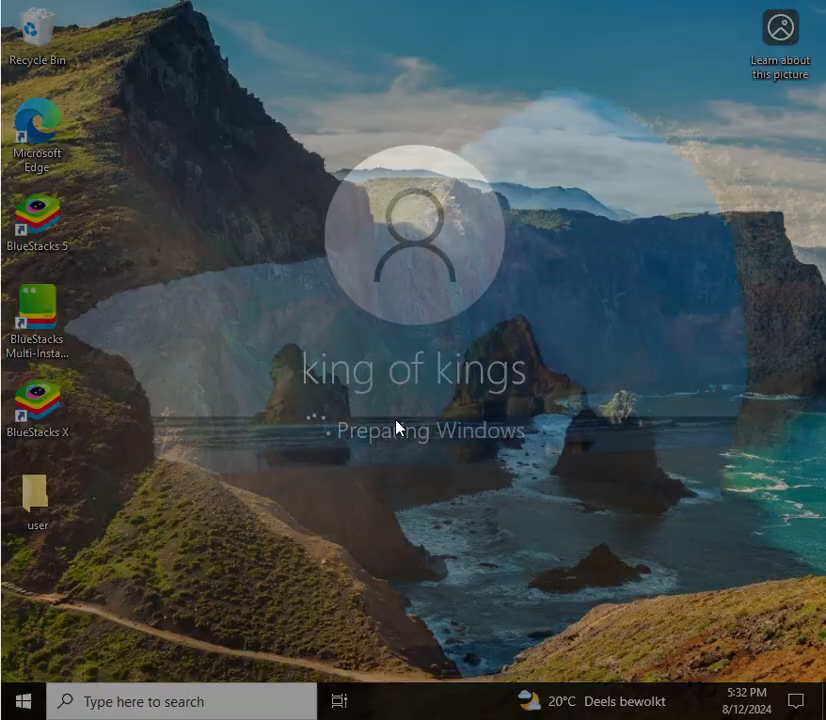 Recycle Bin
Learn about
this picture
Microsoft
Edge
BlueStacks 5
BlueStacks
Multi-Insta...
BlueStacks X
user
king of kings
Preparing Windows
Type here to search
20°C Deels bewolkt
5:32 PM
8/12/2024